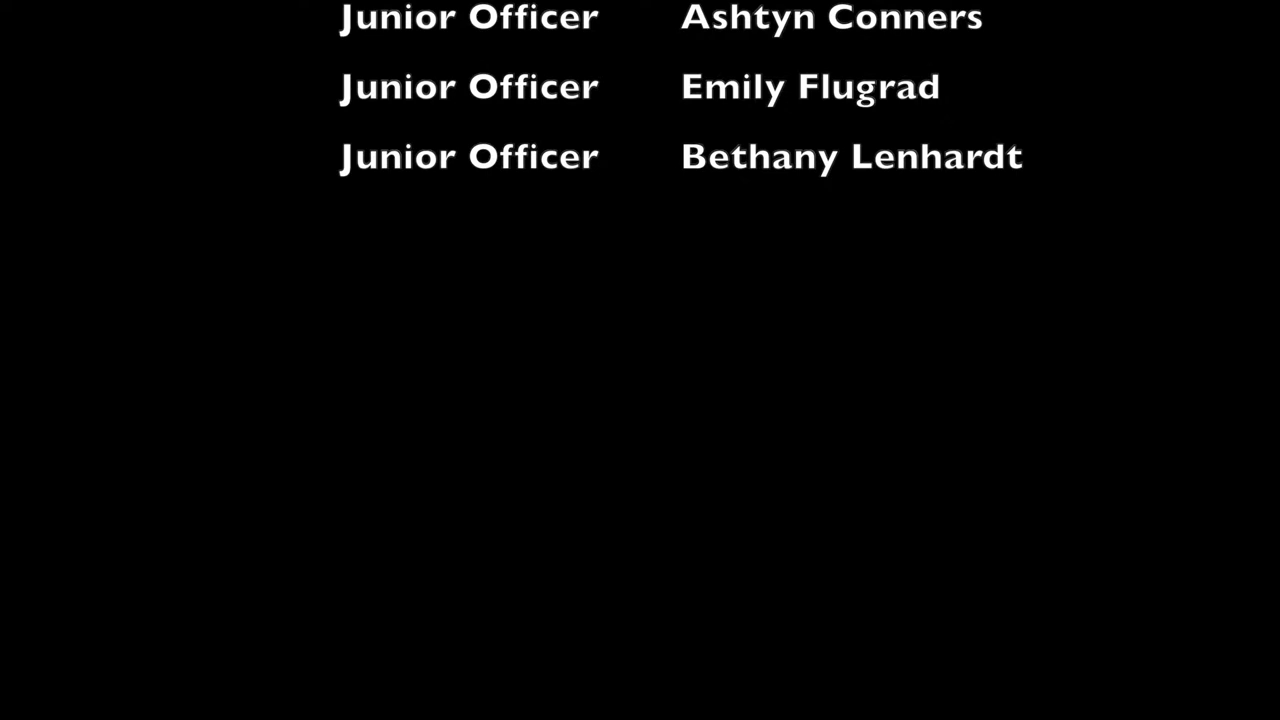 Junior Officer Ashtyn Conners
Junior Officer Emily Flugrad
Junior Officer Bethany Lenhardt